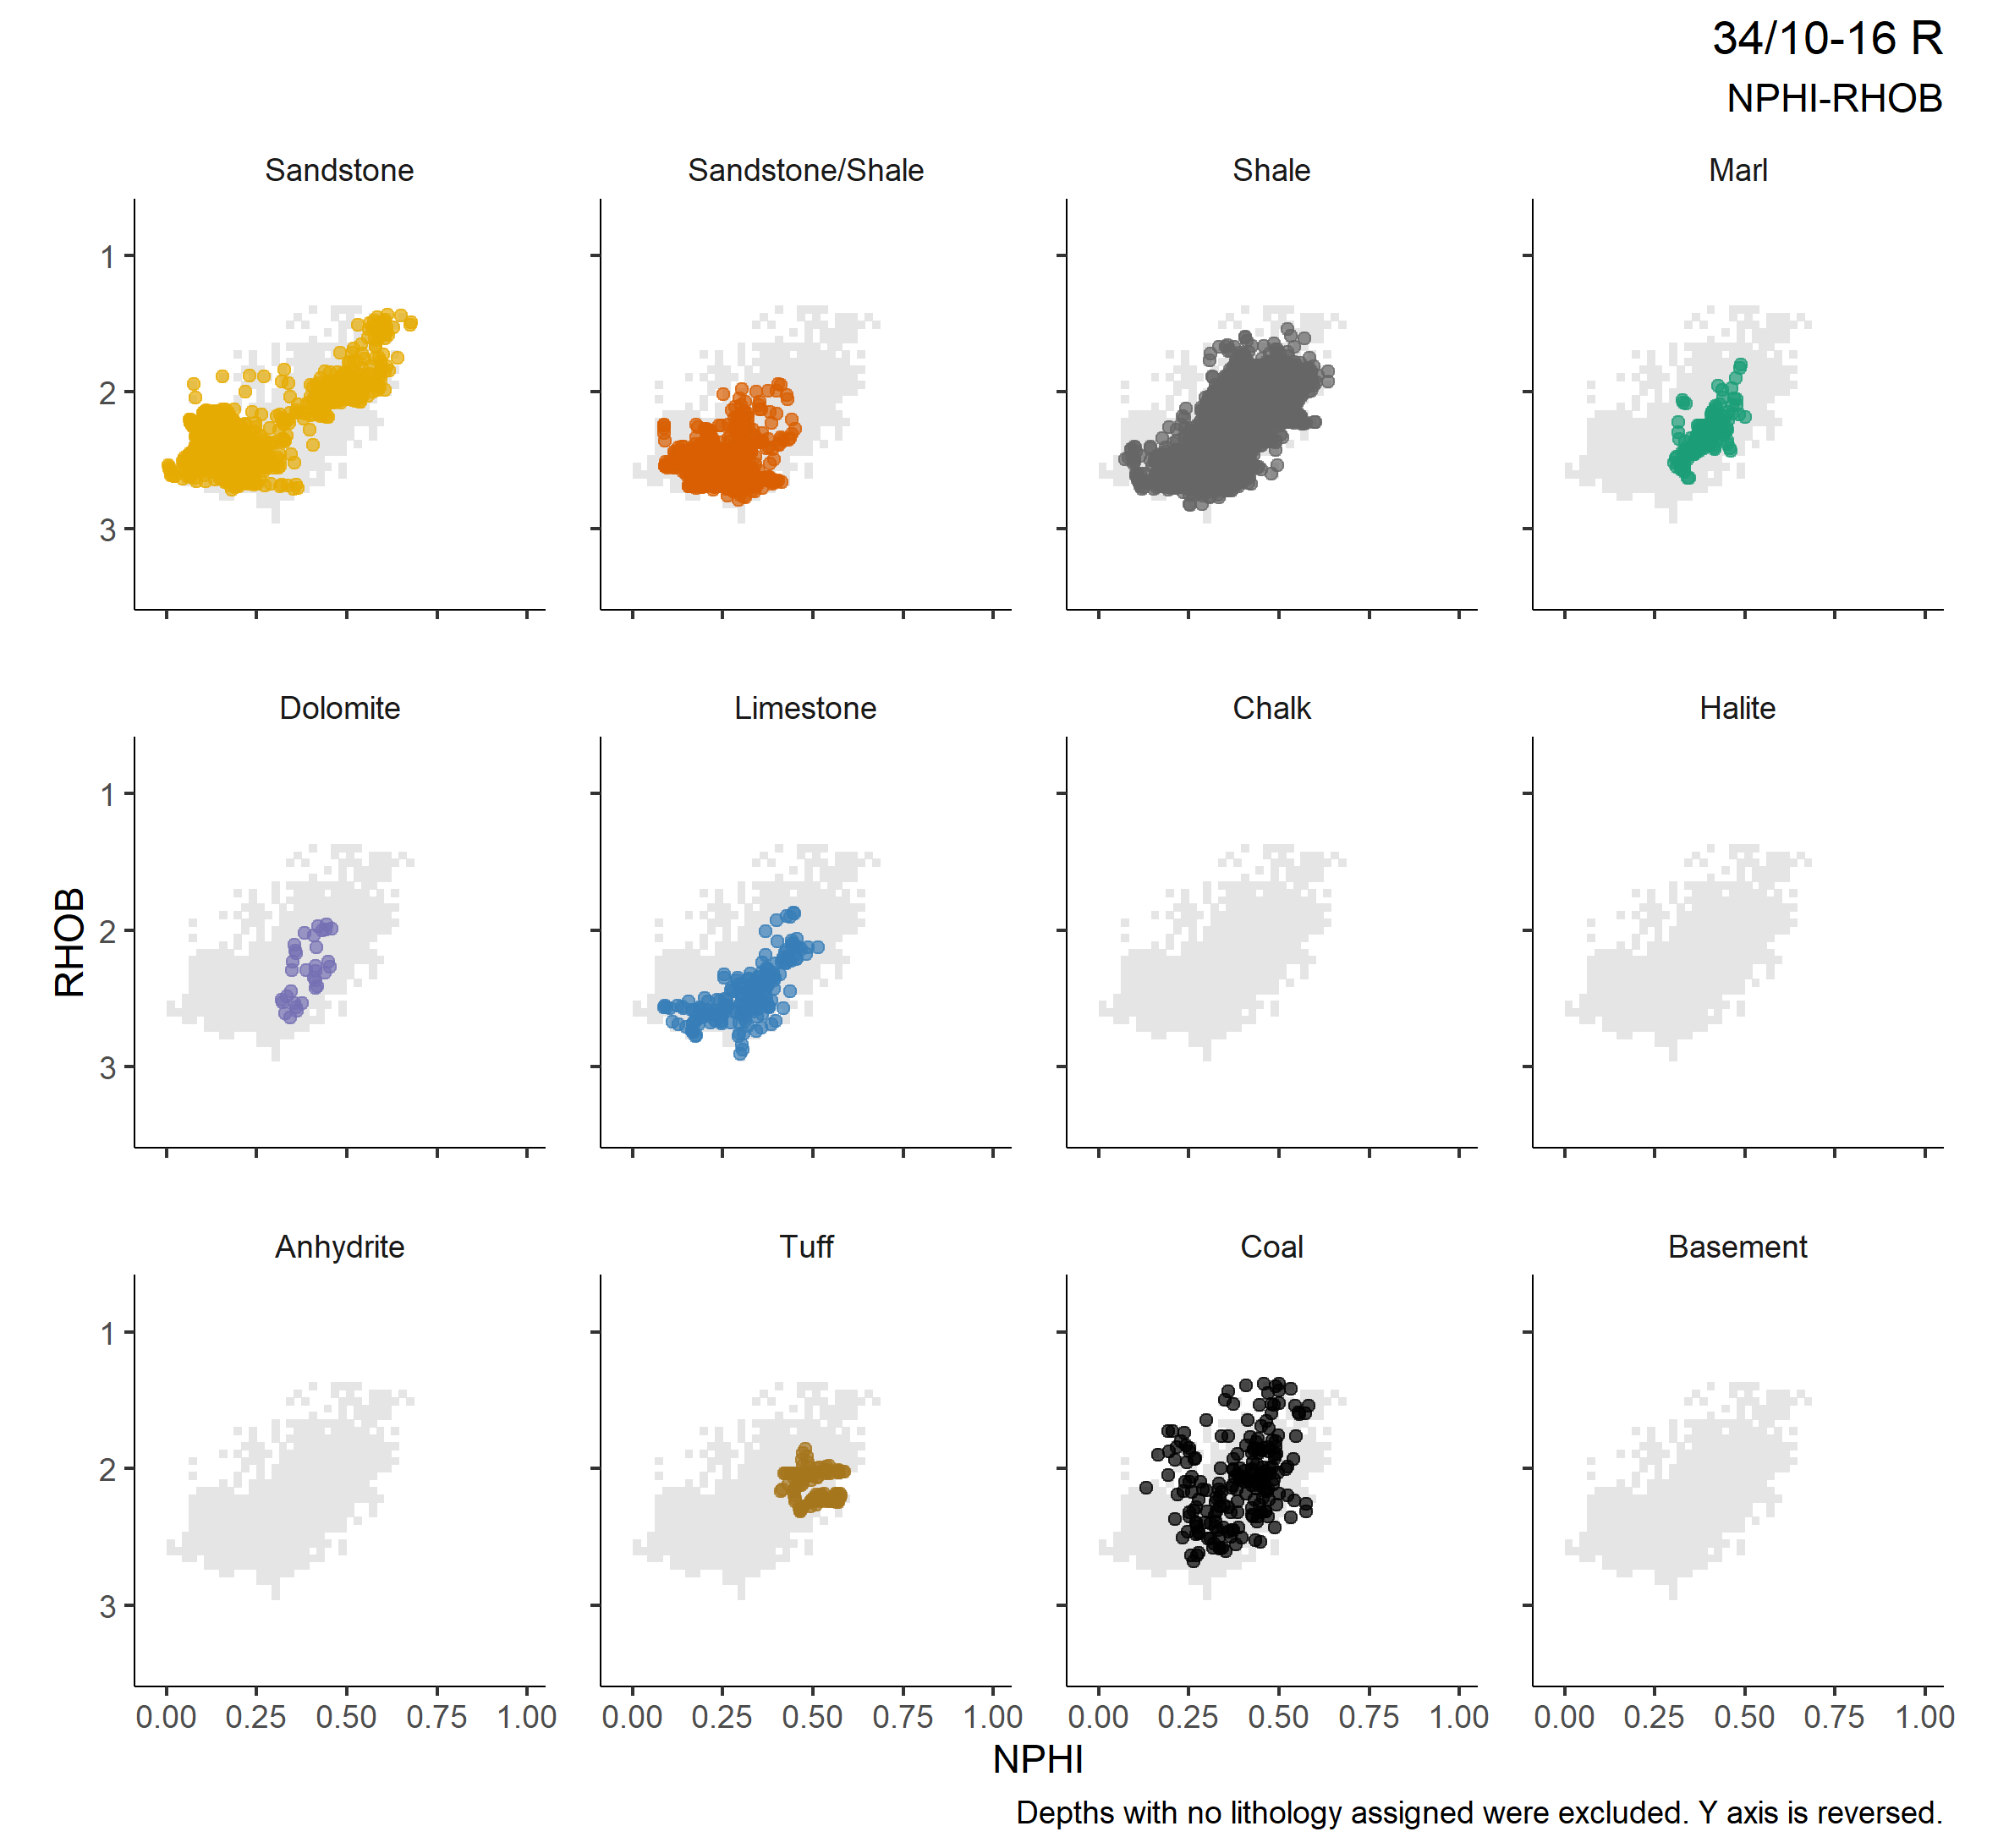 34/10-16 R
NPHI-RHOB
Sandstone Sandstone/Shale Shale Marl
1
2
3
Dolomite Limestone Chalk Halite
1
2
3
RHOB
Anhydrite Tuff Coal Basement
1
2
3
0.00 0.25 0.50 0.75 1.00 0.00 0.25 0.50 0.75 1.00 0.00 0.25 0.50 0.75 1.00 0.00 0.25 0.50 0.75 1.00
NPHI
Depths with no lithology assigned were excluded. Y axis is reversed.